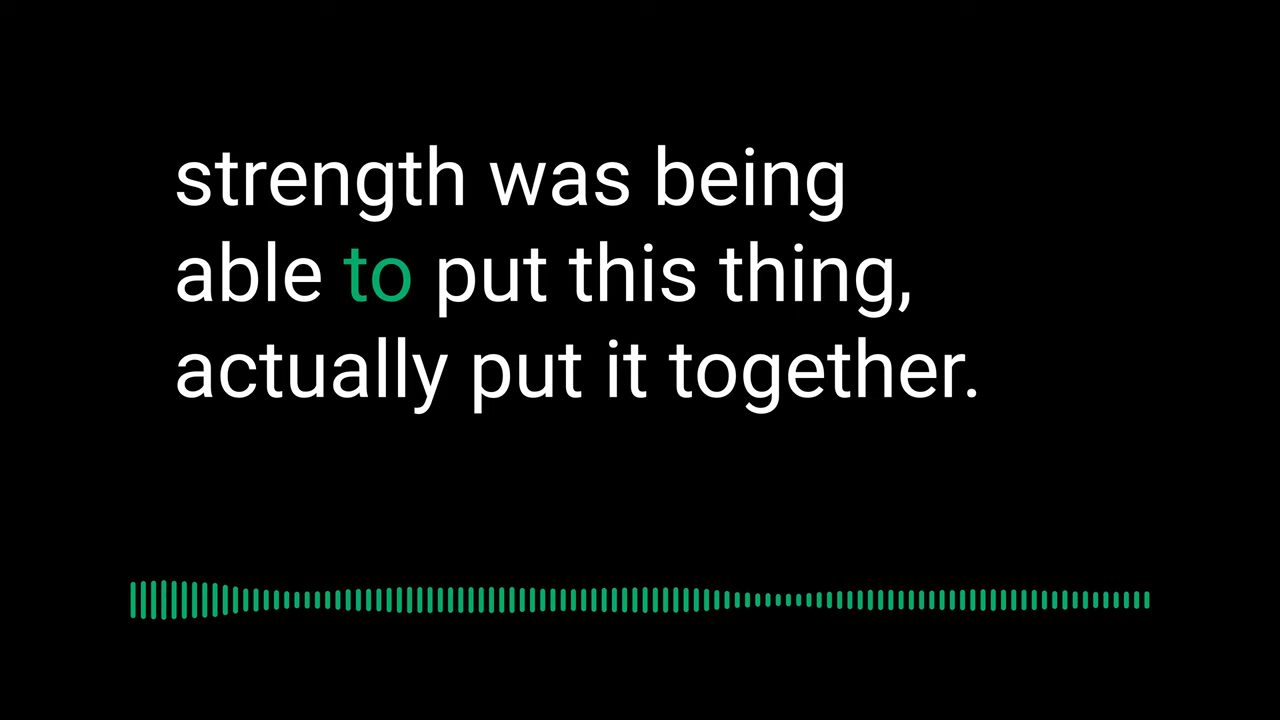 strength was being
able to put this thing,
actually put it together.